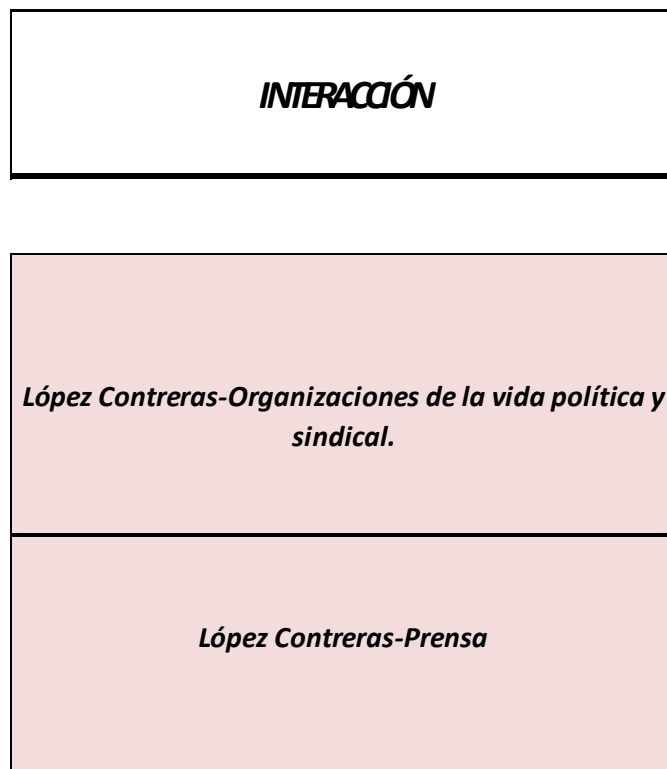 INTERACCIÓN
López Contreras-Organizaciones de la vida política y
sindical.
López Contreras-Prensa